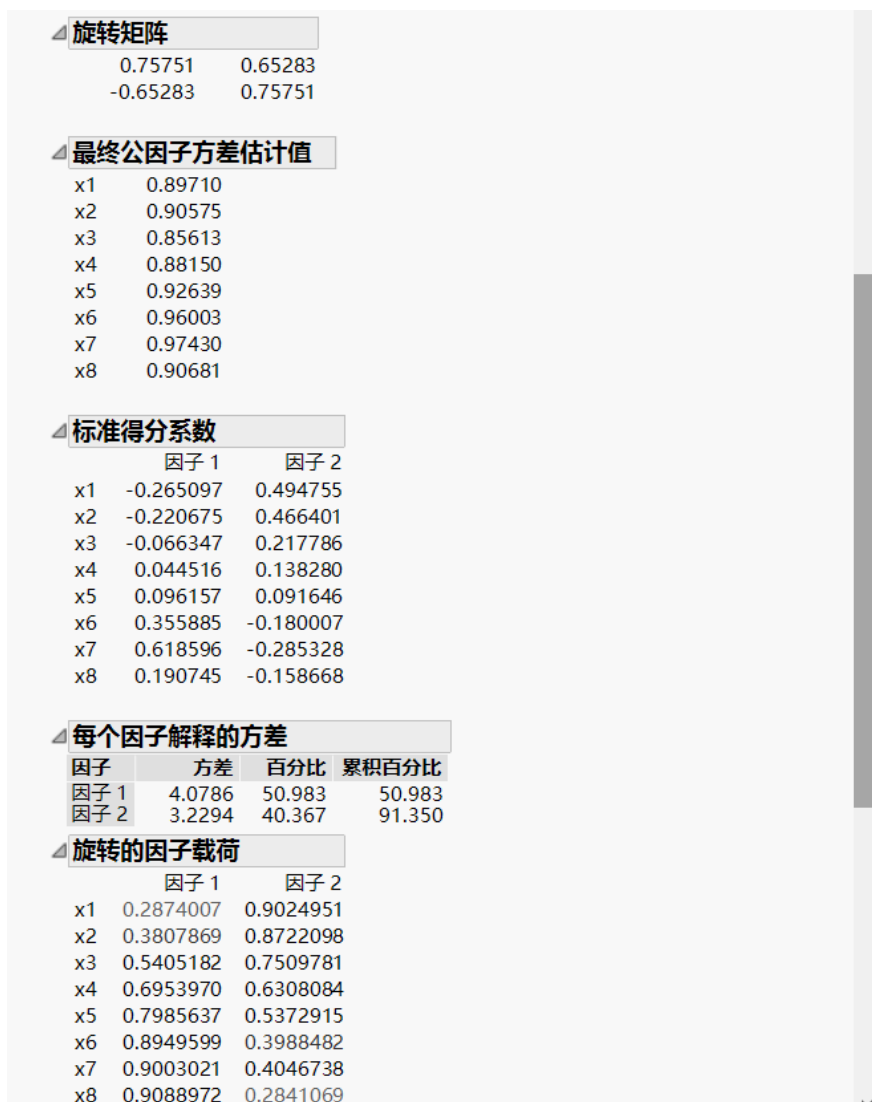 旋转矩阵
0.75751 0.65283
-0.65283 0.75751
最终公因子方差估计值
x1 0.89710
x2 0.90575
x3 0.85613
x4 0.88150
x5 0.92639
x6 0.96003
x7 0.97430
x8 0.90681
标准得分系数
因子 1 因子 2
x1 -0.265097 0.494755
x2 -0.220675 0.466401
x3 -0.066347 0.217786
x4 0.044516 0.138280
x5 0.096157 0.091646
x6 0.355885 -0.180007
x7 0.618596 -0.285328
x8 0.190745 -0.158668
每个因子解释的方差
因子 方差 百分比 累积百分比
因子 1 4.0786 50.983 50.983
因子 2 3.2294 40.367 91.350
旋转的因子载荷
因子 1 因子 2
x1 0.2874007 0.9024951
x2 0.3807869 0.8722098
x3 0.5405182 0.7509781
x4 0.6953970 0.6308084
x5 0.7985637 0.5372915
x6 0.8949599 0.3988482
x7 0.9003021 0.4046738
x8 0.9088972 0.2841069